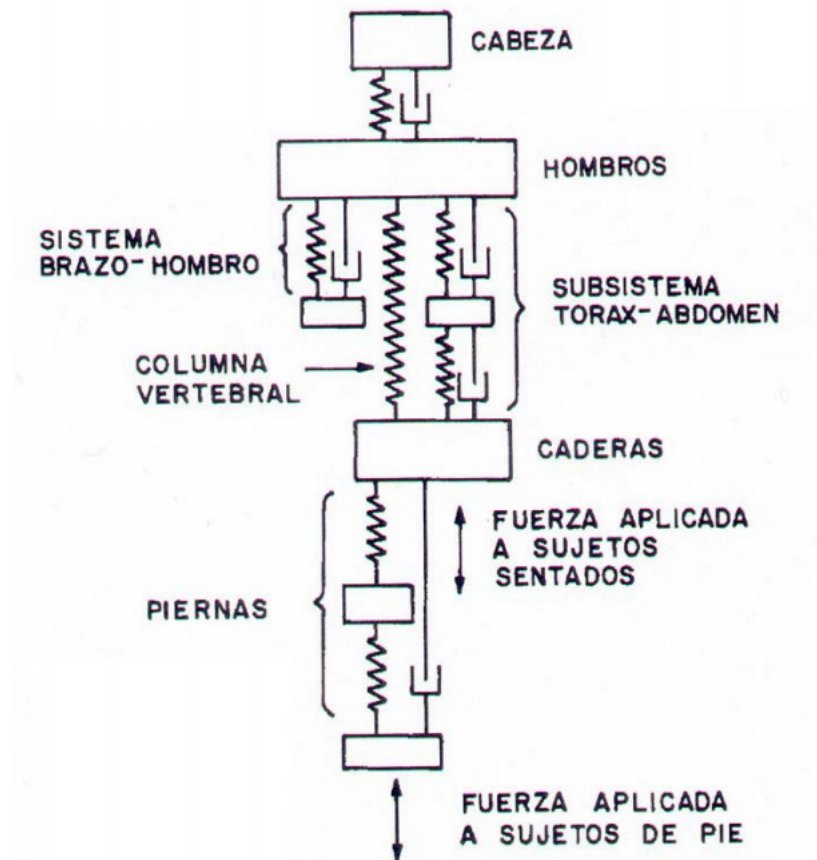 CABEZA
HOMBROS
SISTEMA
BRAZO-HOMBRO
SUBSISTEMA
TORAX-ABDOMEN
COLUMNA
VERTEBRAL
CADERAS
FUERZA APLICADA
A SUJETOS
SENTADOS
PIERNAS
FUERZA APLICADA
A SUJETOS DE PIE